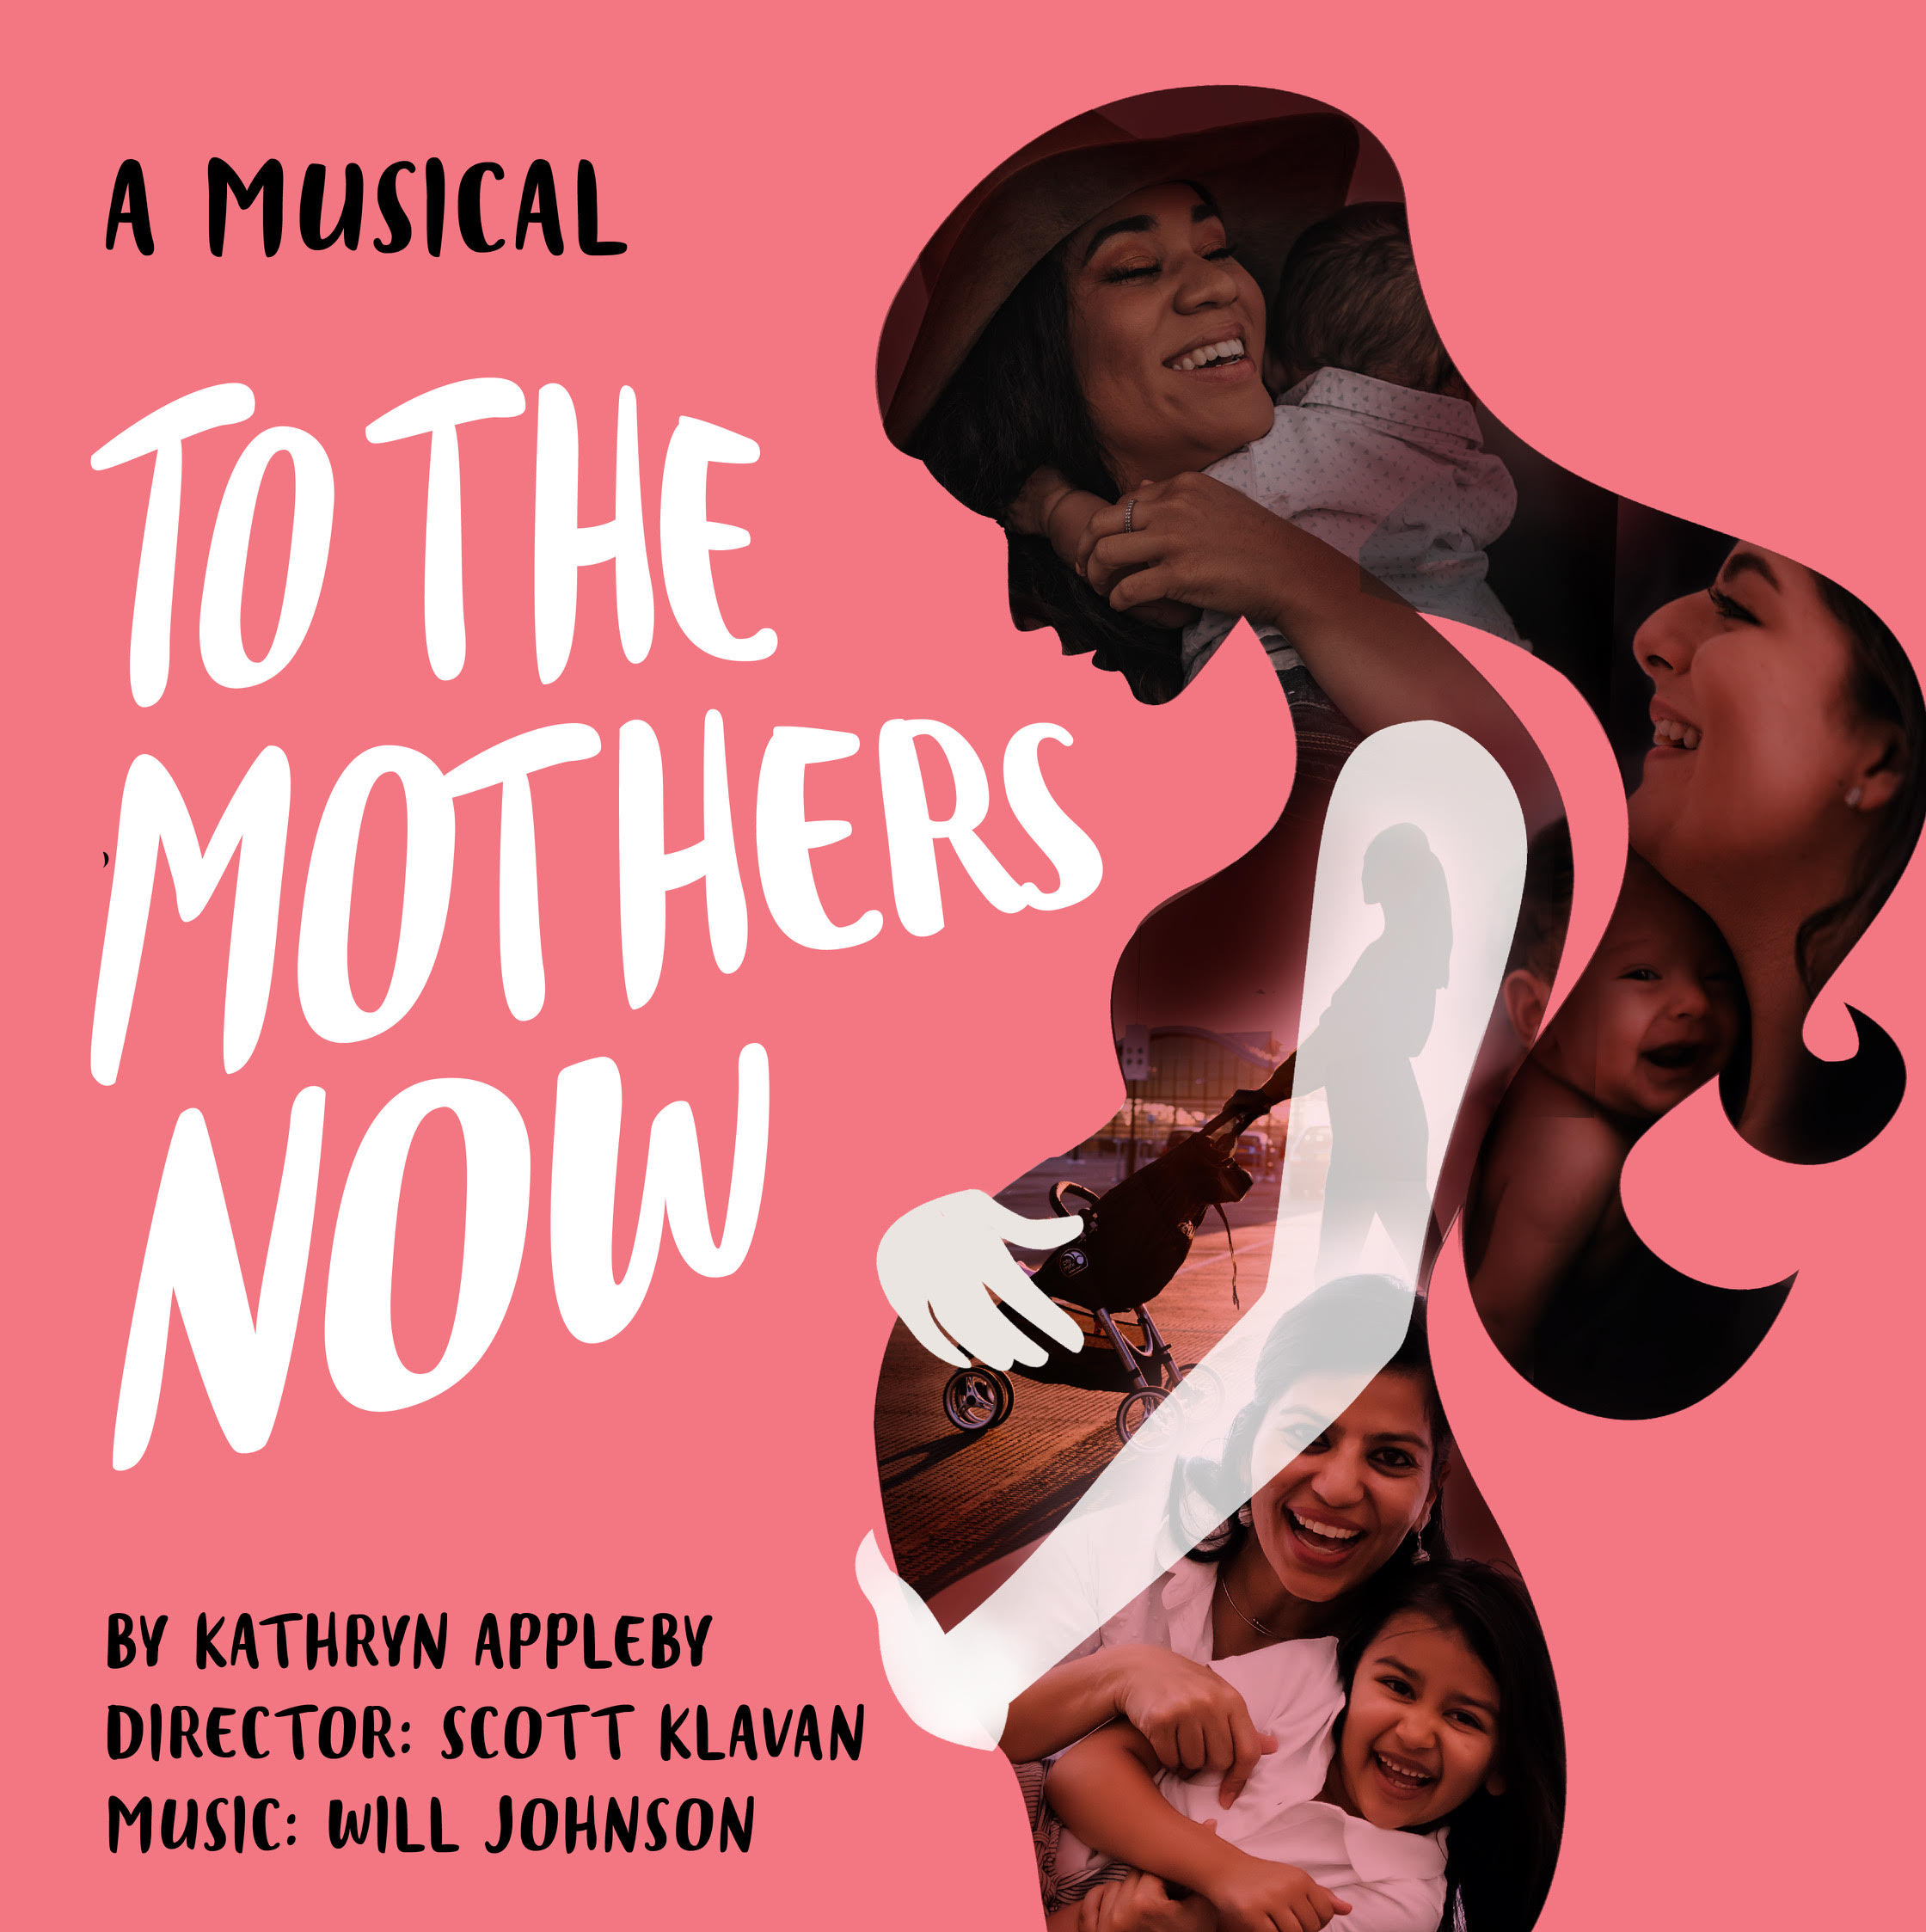 A MUSICAL
TO THE
MOTHERS
NOW
BY KATHRYN APPLEBY
DIRECTOR: SCOTT KLAVAN
MUSIC: WILL JOHNSON